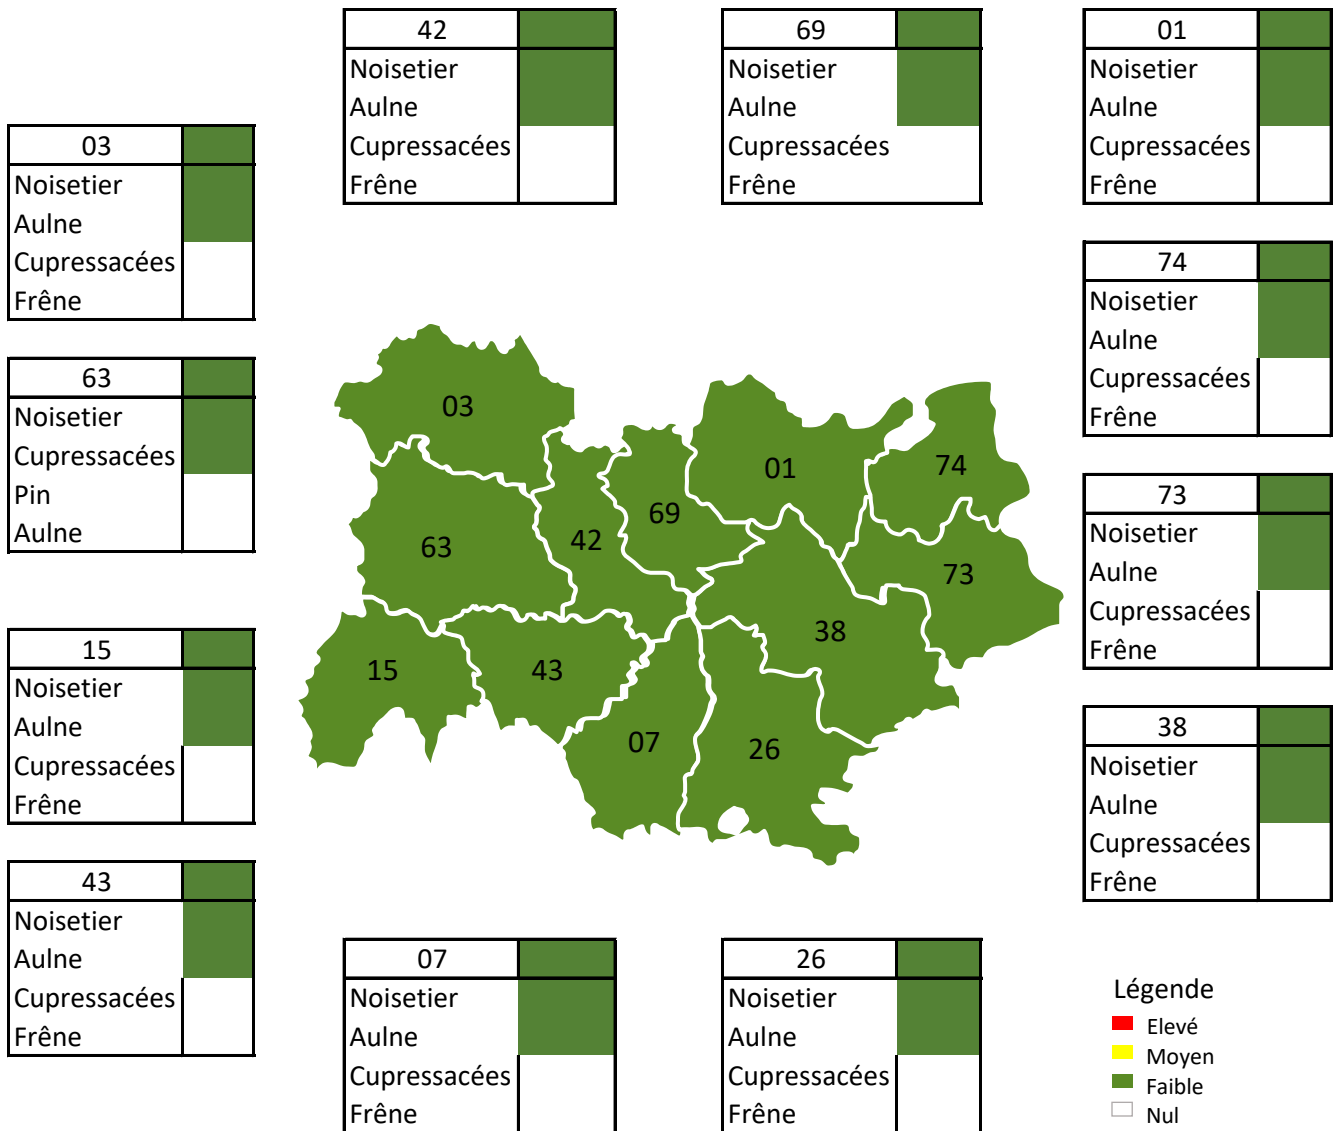 42
Noisetier
Aulne
Cupressacées
Frêne
69
Noisetier
Aulne
Cupressacées
Frêne
01
Noisetier
Aulne
Cupressacées
Frêne
03
Noisetier
Aulne
Cupressacées
Frêne
74
Noisetier
Aulne
Cupressacées
Frêne
63
Noisetier
Cupressacées
Pin
Aulne
73
Noisetier
Aulne
Cupressacées
Frêne
15
Noisetier
Aulne
Cupressacées
Frêne
38
Noisetier
Aulne
Cupressacées
Frêne
43
Noisetier
Aulne
Cupressacées
Frêne
07
Noisetier
Aulne
Cupressacées
Frêne
26
Noisetier
Aulne
Cupressacées
Frêne
03
01
74
69
42
63
73
38
15
43
07
26
Légende
Elevé
Moyen
Faible
Nul